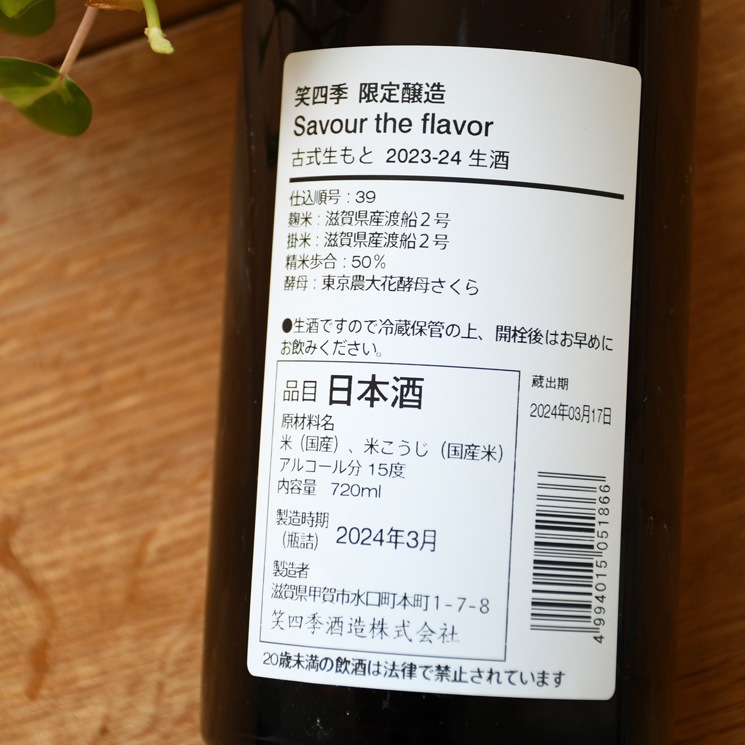 笑四季 限定醸造
Savour the flavor
古式生もと 2023-24 生酒
仕込順号：39
麹米：滋賀県産渡船２号
掛米：滋賀県産渡船２号
精米歩合：50％
酵母：東京農大花酵母さくら
●生酒ですので冷蔵保管の上、開栓後はお早めに
お飲みください。
品目 日本酒
原材料名
米（国産）、米こうじ（国産米）
アルコール分 15度
内容量 720ml
製造時期
（瓶詰） 2024年3月
製造者
滋賀県甲賀市水口町本町1-7-8
笑四季酒造株式会社
蔵出期
2024年03月17日
4994015051866
20歳未満の飲酒は法律で禁止されています